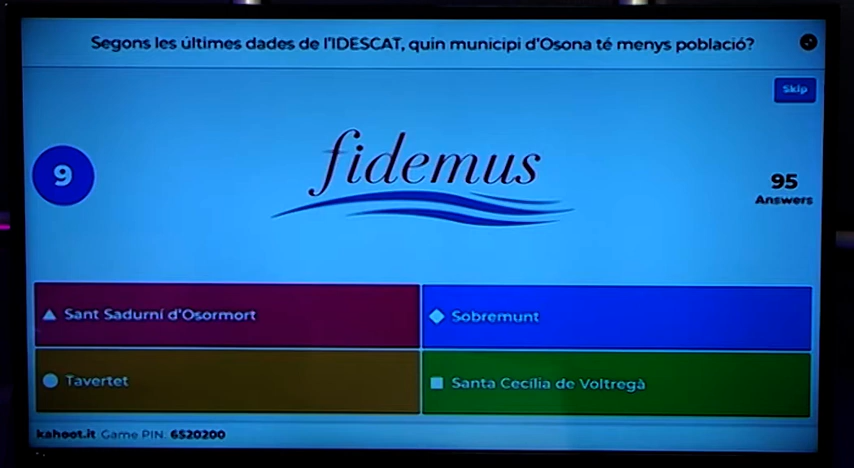 Segons les últimes dades de l'IDESCAT, quin municipi d'Osona té menys població?
Skip
9
fidemus
95
Answers
Sant Sadurní d'Osormort
Sobremunt
Tavertet
Santa Cecília de Voltregà
kahoot.it Game PIN: 6520200